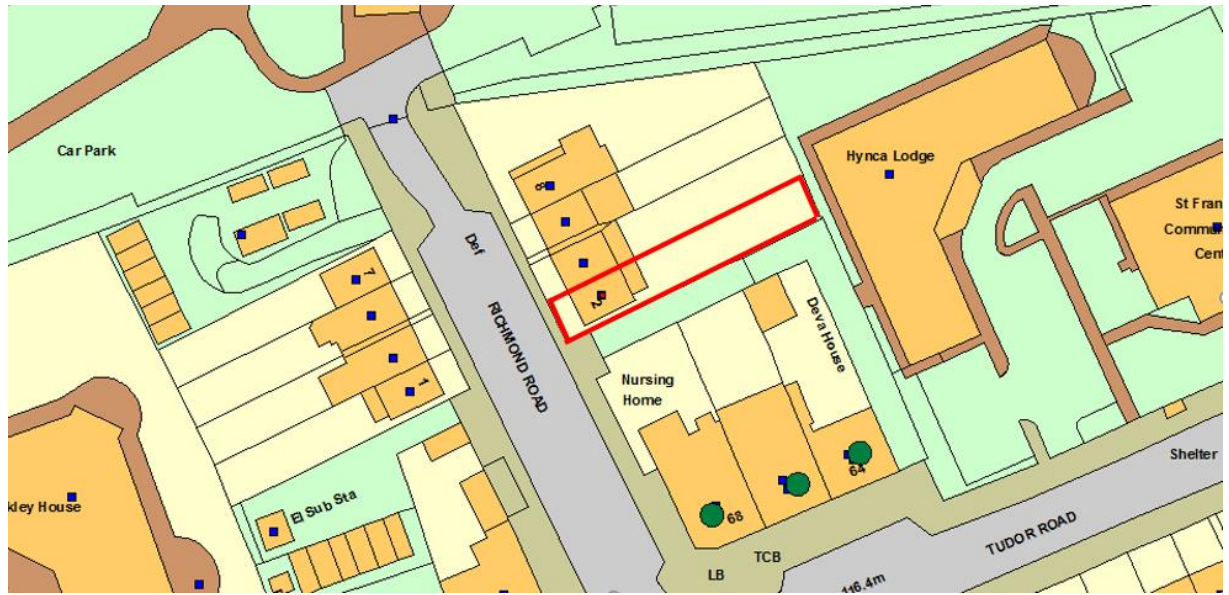 Car Park
Hynca Lodge
St Fran
Commu
Cent
8
Def
7
2
RICHMOND ROAD
Deva House
1
Nursing
Home
64
Shelter
kley House
El Sub Sta
68
TUDOR ROAD
TCB
LB
116.4m